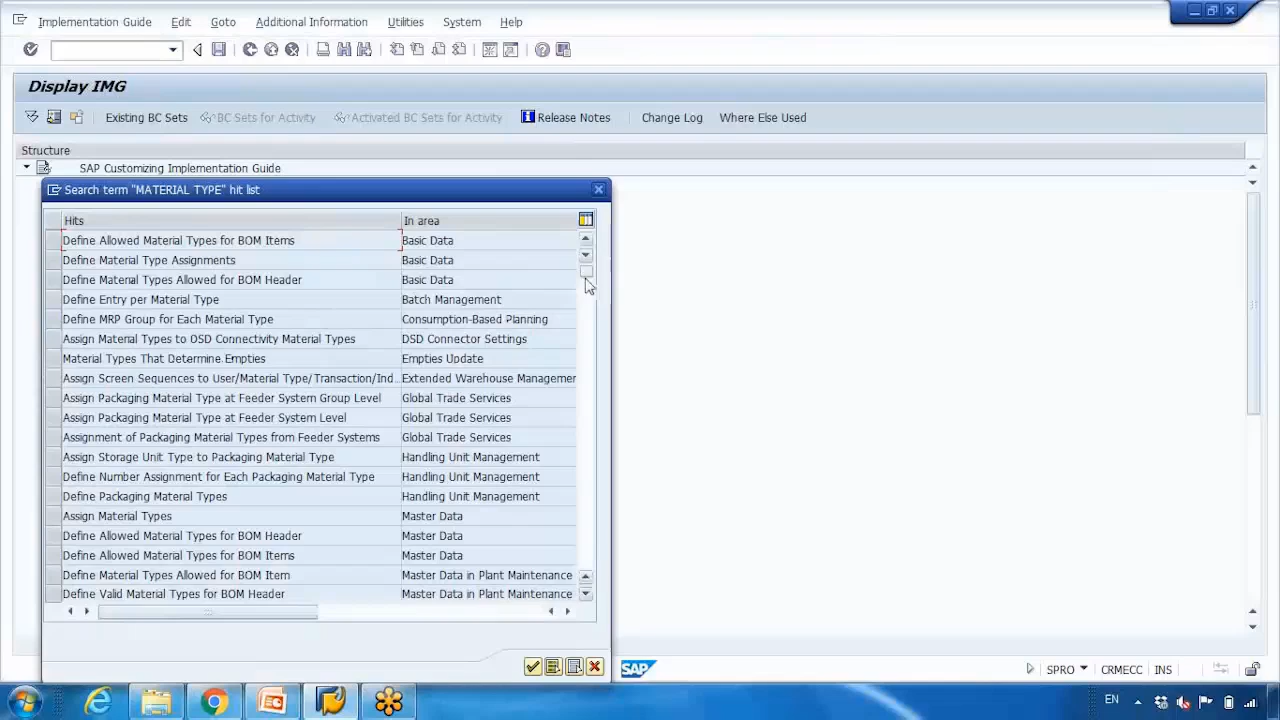 Implementation Guide Edit Goto Additional Information Utilities System Help
Display IMG
Existing BC Sets BC Sets for Activity Activated BC Sets for Activity Release Notes Change Log Where Else Used
Structure
SAP Customizing Implementation Guide
Search term "MATERIAL TYPE" hit list
Hits In area
Define Allowed Material Types for BOM Items Basic Data
Define Material Type Assignments Basic Data
Define Material Types Allowed for BOM Header Basic Data
Define Entry per Material Type Batch Management
Define MRP Group for Each Material Type Consumption-Based Planning
Assign Material Types to DSD Connectivity Material Types DSD Connector Settings
Material Types That Determine Empties Empties Update
Assign Screen Sequences to User/Material Type/Transaction/Ind... Extended Warehouse Managemen
Assign Packaging Material Type at Feeder System Group Level Global Trade Services
Assign Packaging Material Type at Feeder System Level Global Trade Services
Assignment of Packaging Material Types from Feeder Systems Global Trade Services
Assign Storage Unit Type to Packaging Material Type Handling Unit Management
Define Number Assignment for Each Packaging Material Type Handling Unit Management
Define Packaging Material Types Handling Unit Management
Assign Material Types Master Data
Define Allowed Material Types for BOM Header Master Data
Define Allowed Material Types for BOM Items Master Data
Define Material Types Allowed for BOM Item Master Data in Plant Maintenance
Define Valid Material Types for BOM Header Master Data in Plant Maintenance
SAP SPRO CRMECC INS
EN